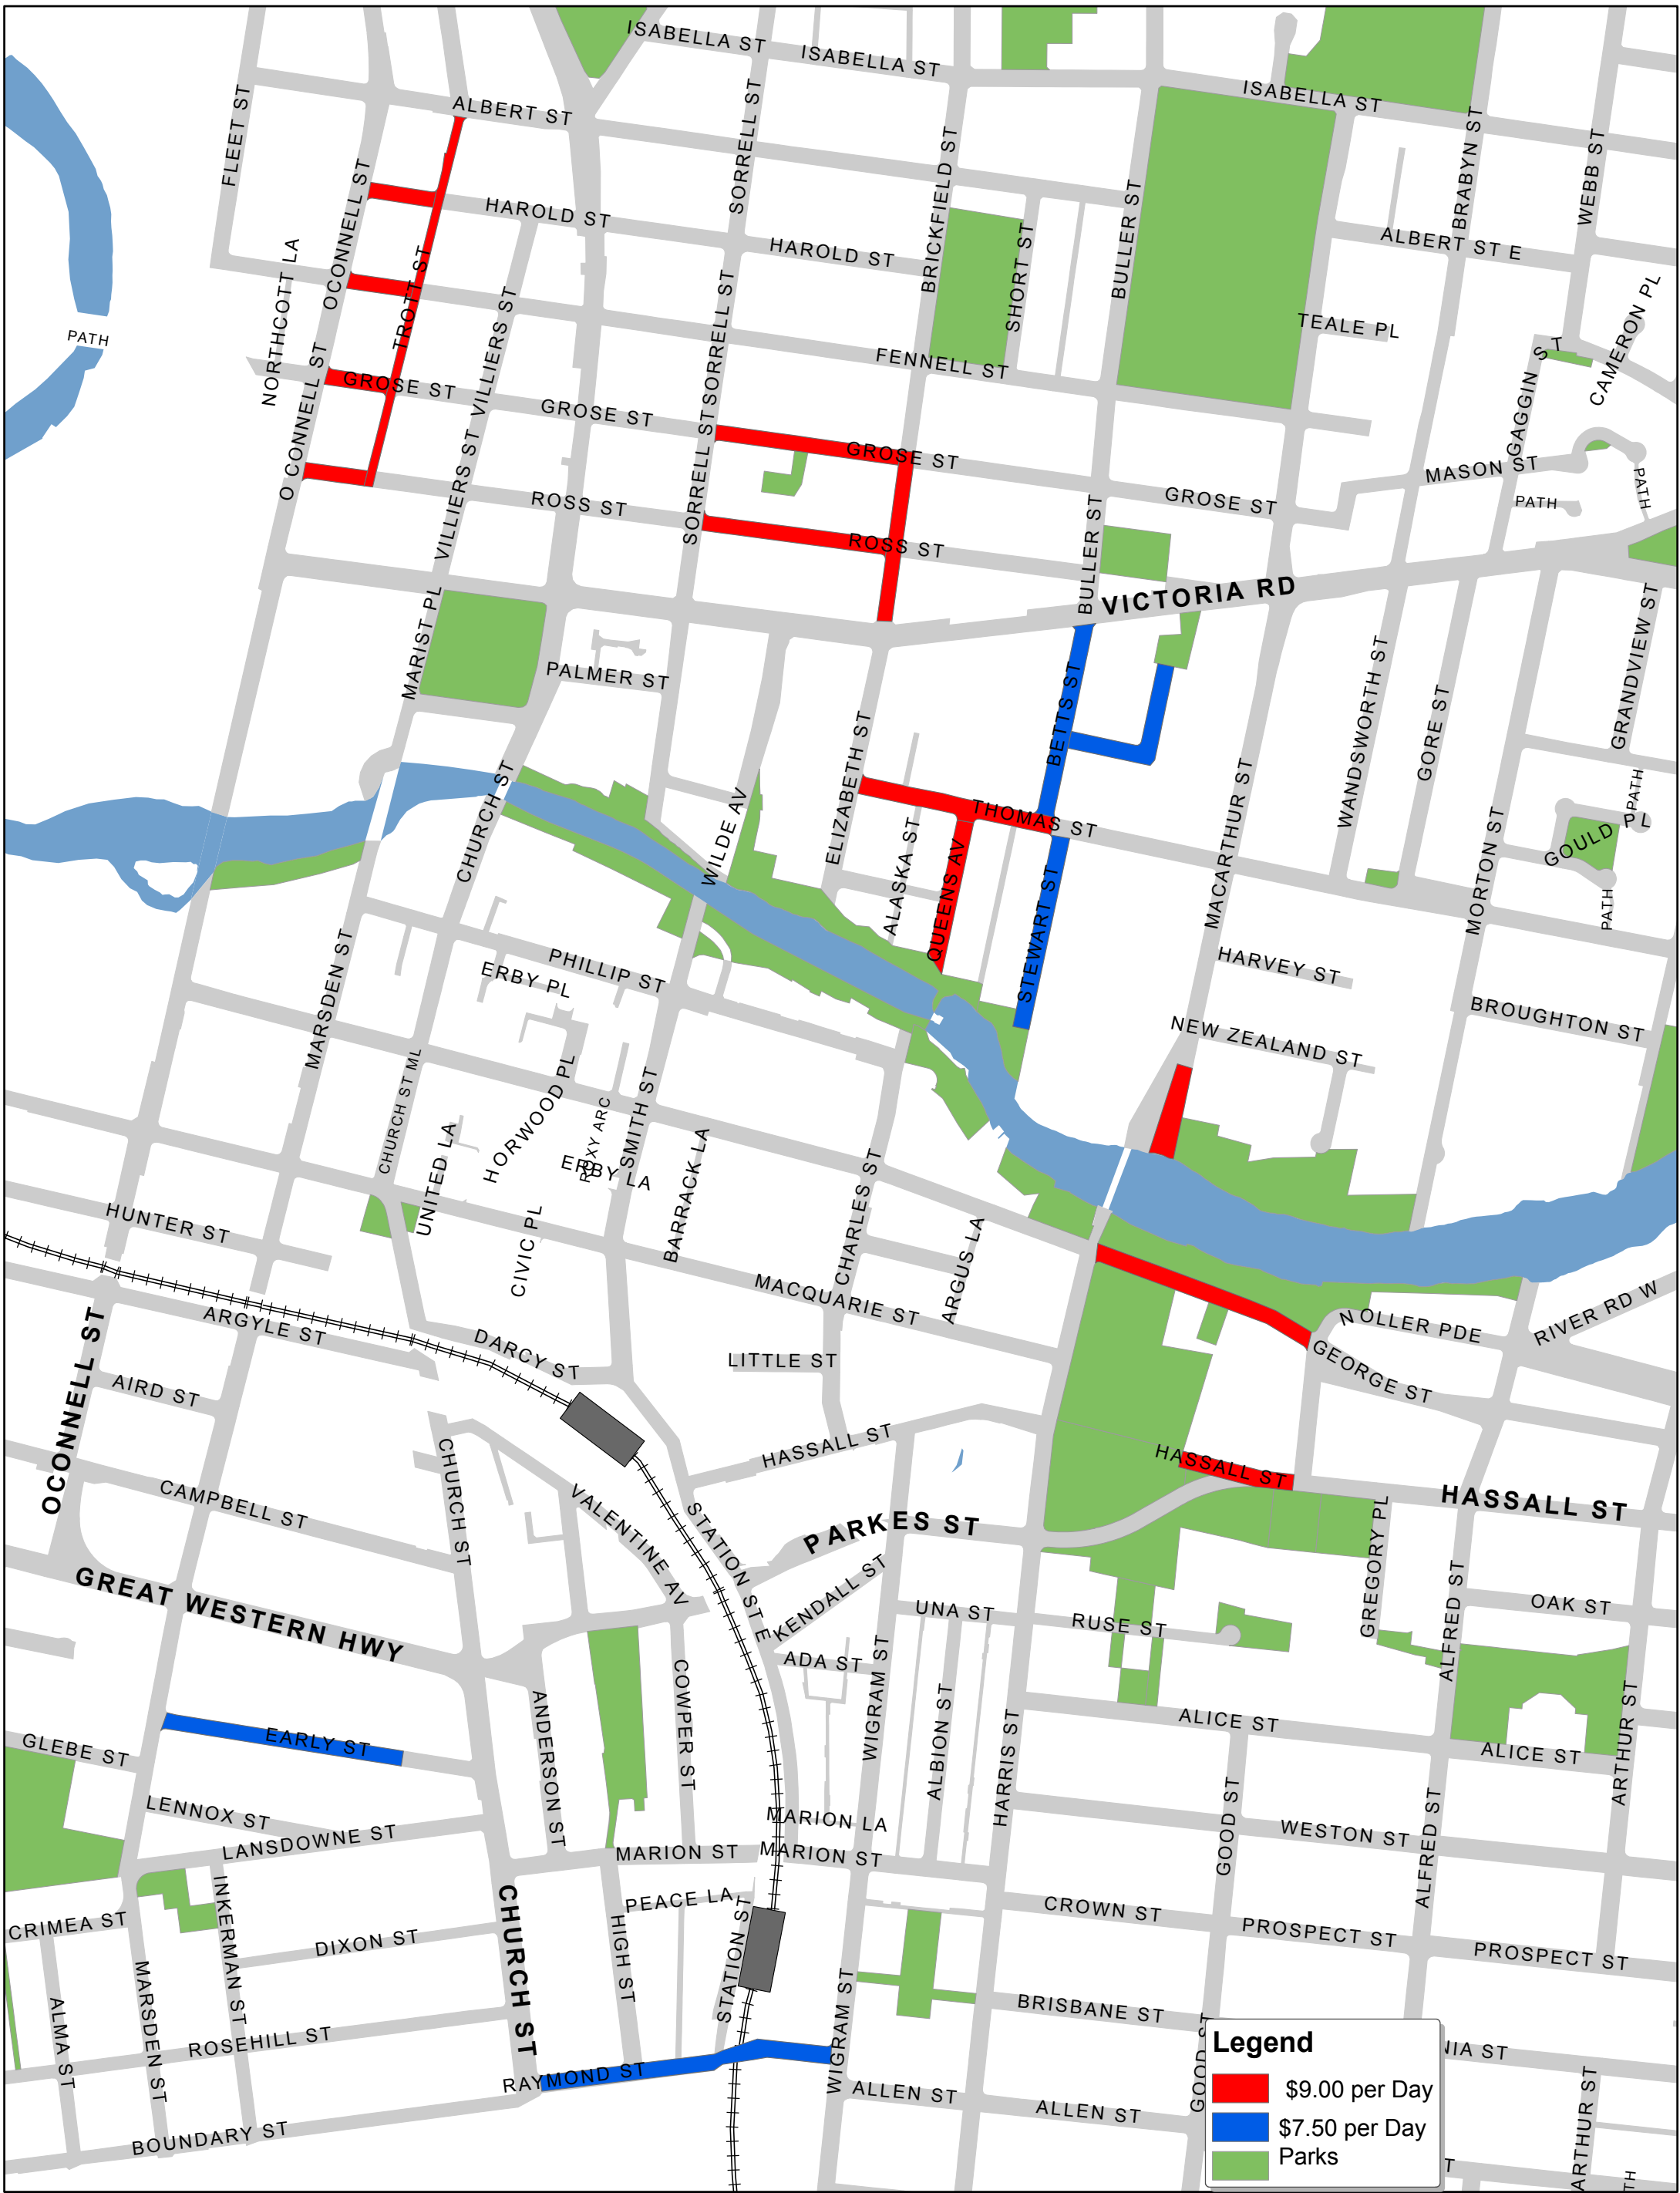 ISABELLA ST
ISABELLA ST
ISABELLA ST
ALBERT ST
FLEET ST
SORRELL ST
BRICKFIELD ST
BRABYN ST
WEBB ST
OCONNELL ST
HAROLD ST
HAROLD ST
SHORT ST
BULLER ST
ALBERT ST E
NORTHCOTT LA
TROTT ST
VILLIERS ST
SORRELL ST
CAMERON PL
PATH
TEALE PL
FENNELL ST
GAGGIN ST
O CONNELL ST
GROSE ST
GROSE ST
GROSE ST
GROSE ST
MASON ST
PATH
PATH
VILLIERS ST
SORRELL ST
ROSS ST
ROSS ST
BULLER ST
VICTORIA RD
MARIST PL
PALMER ST
BETTS ST
ELIZABETH ST
WANDSWORTH ST
GORE ST
GRANDVIEW ST
PATH
CHURCH ST
WILDE AV
THOMAS ST
ALASKA ST
QUEENS AV
STEWART ST
MACARTHUR ST
MORTON ST
GOULD PL
PATH
MARSDEN ST
PHILLIP ST
ERBY PL
HARVEY ST
BROUGHTON ST
NEW ZEALAND ST
CHURCH ST ML
UNITED LA
HORWOOD PL
ROXY ARC
ERBY LA
SMITH ST
BARRACK LA
CHARLES ST
ARGUS LA
CIVIC PL
HUNTER ST
MACQUARIE ST
ARGYLE ST
DARCY ST
LITTLE ST
NOLLER PDE
RIVER RD W
GEORGE ST
OCONNELL ST
AIRD ST
CAMPBELL ST
CHURCH ST
HASSALL ST
HASSALL ST
HASSALL ST
VALENTINE AV
STATION ST E
PARKES ST
KENDALL ST
GREGORY PL
GREAT WESTERN HWY
UNA ST
RUSE ST
ALFRED ST
OAK ST
ADA ST
WIGRAM ST
COWPER ST
ANDERSON ST
ALBION ST
HARRIS ST
ALICE ST
ALICE ST
ARTHUR ST
EARLY ST
GLEBE ST
LENNOX ST
LANSDOWNE ST
MARION LA
MARION ST
MARION ST
GOOD ST
WESTON ST
ALFRED ST
INKERMAN ST
CRIMEA ST
DIXON ST
CHURCH ST
PEACE LA
HIGH ST
STATION ST
CROWN ST
PROSPECT ST
PROSPECT ST
ALMA ST
MARSDEN ST
ROSEHILL ST
RAYMOND ST
WIGRAM ST
BRISBANE ST
GOOD ST
NIA ST
ALLEN ST
ALLEN ST
ARTHUR ST
BOUNDARY ST
T
TH
Legend
$9.00 per Day
$7.50 per Day
Parks